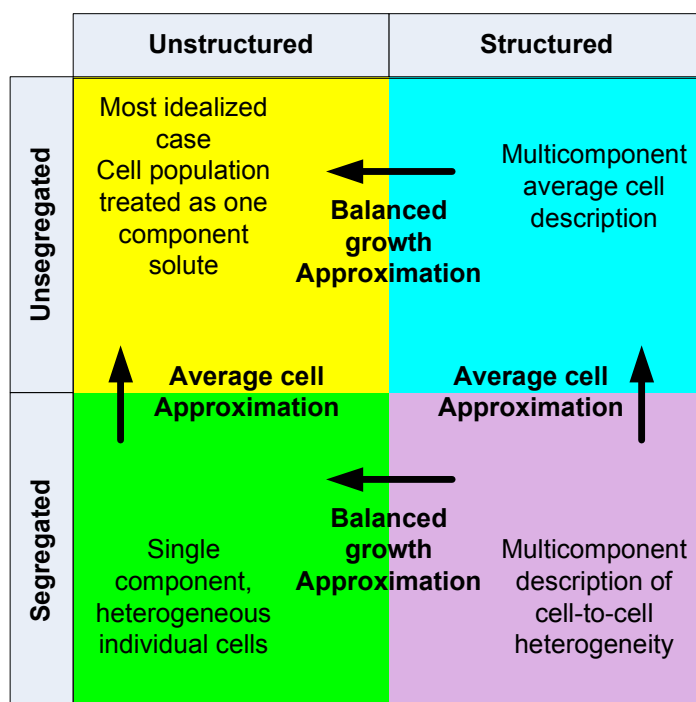 Unstructured
Structured
Unsegregated
Most idealized
case
Cell population
treated as one
component
solute
Balanced
growth
Approximation
Multicomponent
average cell
description
Average cell
Approximation
Average cell
Approximation
Segregated
Single
component,
heterogeneous
individual cells
Balanced
growth
Approximation
Multicomponent
description of
cell-to-cell
heterogeneity